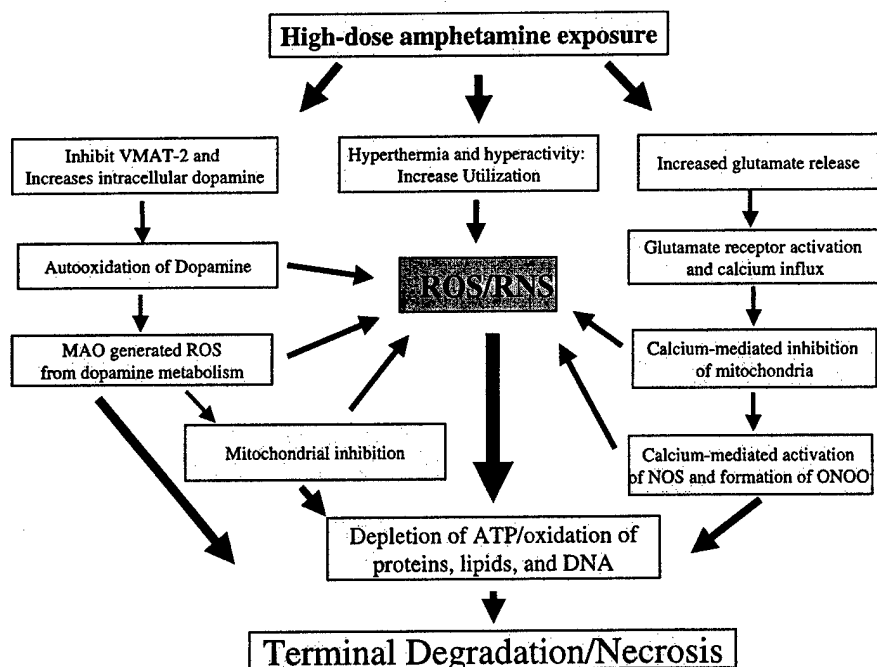 High-dose amphetamine exposure
Inhibit VMAT-2 and
Increases intracellular dopamine
Hyperthermia and hyperactivity:
Increase Utilization
Increased glutamate release
Autooxidation of Dopamine
ROS/RNS
Glutamate receptor activation
and calcium influx
MAO generated ROS
from dopamine metabolism
Calcium-mediated inhibition
of mitochondria
Mitochondrial inhibition
Calcium-mediated activation
of NOS and formation of ONOO
Depletion of ATP/oxidation of
proteins, lipids, and DNA
Terminal Degradation/Necrosis